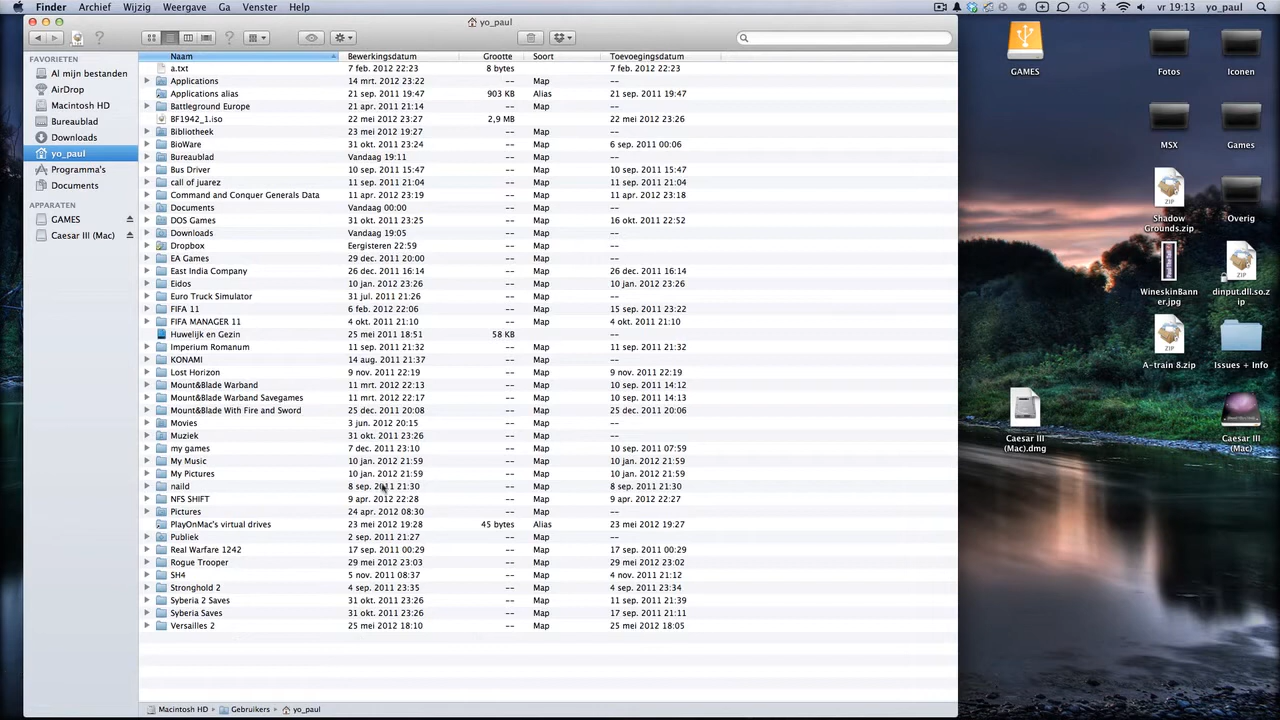 Finder Archief Wijzig Weergave Ga Venster Help vr 19:13 yo_paul
yo_paul
FAVORIETEN
Al mijn bestanden
AirDrop
Macintosh HD
Bureaublad
Downloads
yo_paul
Programma's
Documents
APPARATEN
GAMES
Caesar III (Mac)
Naam Bewerkingsdatum Grootte Soort Toevoegingsdatum
a.txt 7 feb. 2012 22:23 8 bytes 7 feb. 2012 22:23
Applications 14 mrt. 2012 23:22 -- Map --
Applications alias 21 sep. 2011 19:47 903 KB Alias 21 sep. 2011 19:47
Battleground Europe 21 apr. 2011 21:14 -- Map --
BF1942_1.iso 22 mei 2012 23:27 2,9 MB 22 mei 2012 23:26
Bibliotheek 23 mei 2012 19:27 -- Map --
BioWare 31 okt. 2011 23:24 -- Map 6 sep. 2011 00:06
Bureaublad Vandaag 19:11 -- Map --
Bus Driver 10 sep. 2011 15:47 -- Map 10 sep. 2011 15:47
call of juarez 11 sep. 2011 21:04 -- Map 11 sep. 2011 21:04
Command and Conquer Generals Data 11 apr. 2012 23:19 -- Map 11 apr. 2012 23:18
Documents Vandaag 00:00 -- Map --
DOS Games 31 okt. 2011 23:25 -- Map 16 okt. 2011 22:52
Downloads Vandaag 19:05 -- Map --
Dropbox Eergisteren 22:59 -- Map --
EA Games 29 dec. 2011 20:00 -- Map --
East India Company 26 dec. 2011 16:14 -- Map 26 dec. 2011 16:14
Eidos 10 jan. 2012 23:26 -- Map 10 jan. 2012 23:26
Euro Truck Simulator 31 jul. 2011 21:26 -- Map --
FIFA 11 6 feb. 2012 22:06 -- Map 15 sep. 2011 23:22
FIFA MANAGER 11 4 okt. 2011 21:10 -- Map 4 okt. 2011 21:10
Huwelijk en Gezin 25 mei 2011 18:51 58 KB --
Imperium Romanum 11 sep. 2011 21:32 -- Map 11 sep. 2011 21:32
KONAMI 14 aug. 2011 21:37 -- Map --
Lost Horizon 9 nov. 2011 22:19 -- Map 9 nov. 2011 22:19
Mount&Blade Warband 11 mrt. 2012 22:13 -- Map 10 sep. 2011 14:12
Mount&Blade Warband Savegames 11 mrt. 2012 22:17 -- Map 10 sep. 2011 14:13
Mount&Blade With Fire and Sword 25 dec. 2011 20:08 -- Map 25 dec. 2011 20:06
Movies 3 jun. 2012 20:15 -- Map --
Muziek 31 okt. 2011 23:26 -- Map --
my games 7 dec. 2011 23:10 -- Map 10 sep. 2011 07:59
My Music 10 jan. 2012 21:59 -- Map 10 jan. 2012 21:59
My Pictures 10 jan. 2012 21:59 -- Map 10 jan. 2012 21:59
naild 8 sep. 2011 21:30 -- Map 8 sep. 2011 21:30
NFS SHIFT 9 apr. 2012 22:28 -- Map 9 apr. 2012 22:27
Pictures 24 apr. 2012 08:30 -- Map --
PlayOnMac's virtual drives 23 mei 2012 19:28 45 bytes Alias 23 mei 2012 19:27
Publiek 2 sep. 2011 21:27 -- Map --
Real Warfare 1242 17 sep. 2011 00:29 -- Map 17 sep. 2011 00:29
Rogue Trooper 29 mei 2012 23:03 -- Map 29 mei 2012 23:02
SH4 5 nov. 2011 08:37 -- Map 4 nov. 2011 21:12
Stronghold 2 4 sep. 2011 23:35 -- Map 4 sep. 2011 23:34
Syberia 2 Saves 31 okt. 2011 23:26 -- Map 11 sep. 2011 21:39
Syberia Saves 31 okt. 2011 23:26 -- Map 17 sep. 2011 21:11
Versailles 2 25 mei 2012 18:10 -- Map 25 mei 2012 18:05
Macintosh HD Gebruikers yo_paul
GAMES Fotos Iconen
MSX Games
ZIP
Shadow
Grounds.zip
Overig
WineskinBann
er.jpg
ZIP
dinput.dll.so.z
ip
ZIP
A-train 8.zip
Issues + Info
Caesar III
(Mac).dmg
Caesar III
(Mac)